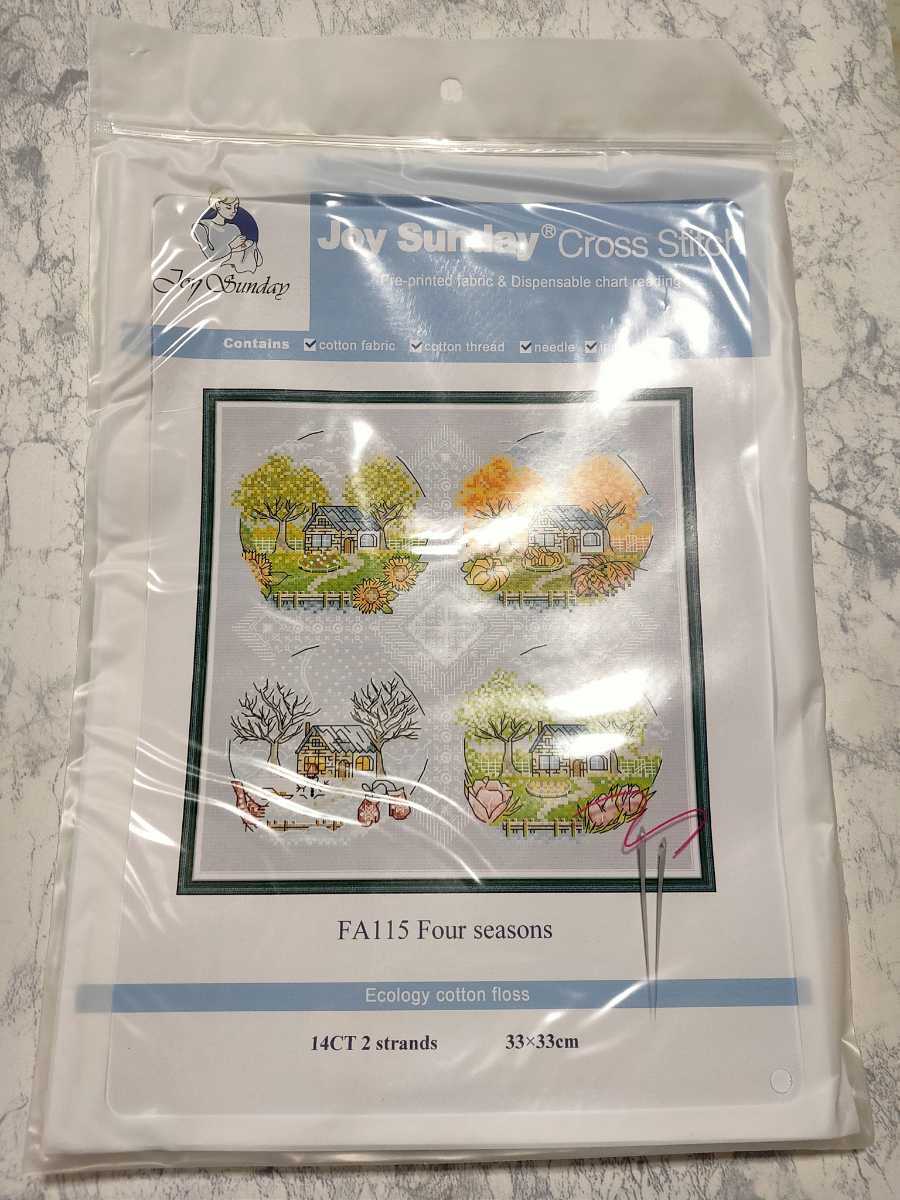 Joy Sunday
Joy Sunday® Cross Stitch
Pre-printed fabric & Dispensable chart reading
Contains cotton fabric cotton thread needle
FA115 Four seasons
Ecology cotton floss
14CT 2 strands 33×33cm